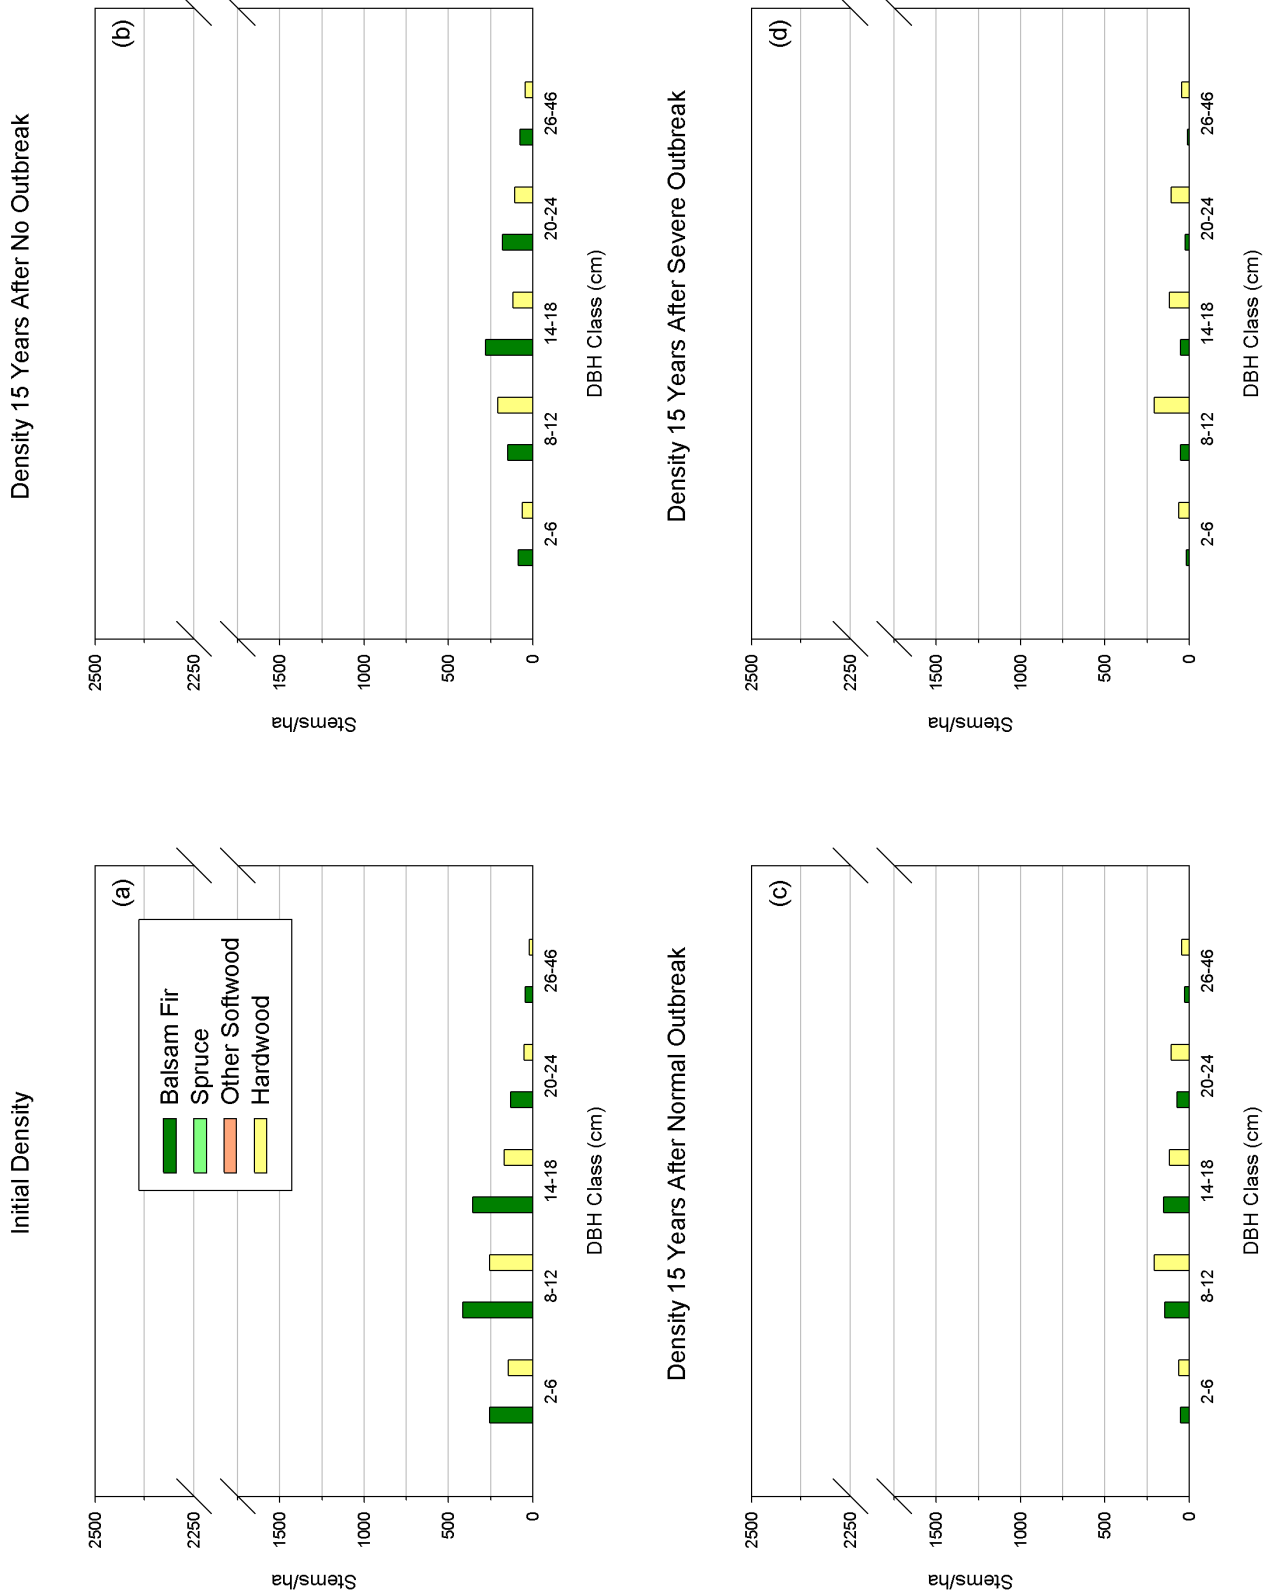 Initial Density
(a)
Balsam Fir
Spruce
Other Softwood
Hardwood
Stems/ha
2500
2250
1500
1000
500
0
2-6
8-12
14-18
20-24
26-46
DBH Class (cm)
Density 15 Years After No Outbreak
(b)
Stems/ha
2500
2250
1500
1000
500
0
2-6
8-12
14-18
20-24
26-46
DBH Class (cm)
Density 15 Years After Normal Outbreak
(c)
Stems/ha
2500
2250
1500
1000
500
0
2-6
8-12
14-18
20-24
26-46
DBH Class (cm)
Density 15 Years After Severe Outbreak
(d)
Stems/ha
2500
2250
1500
1000
500
0
2-6
8-12
14-18
20-24
26-46
DBH Class (cm)